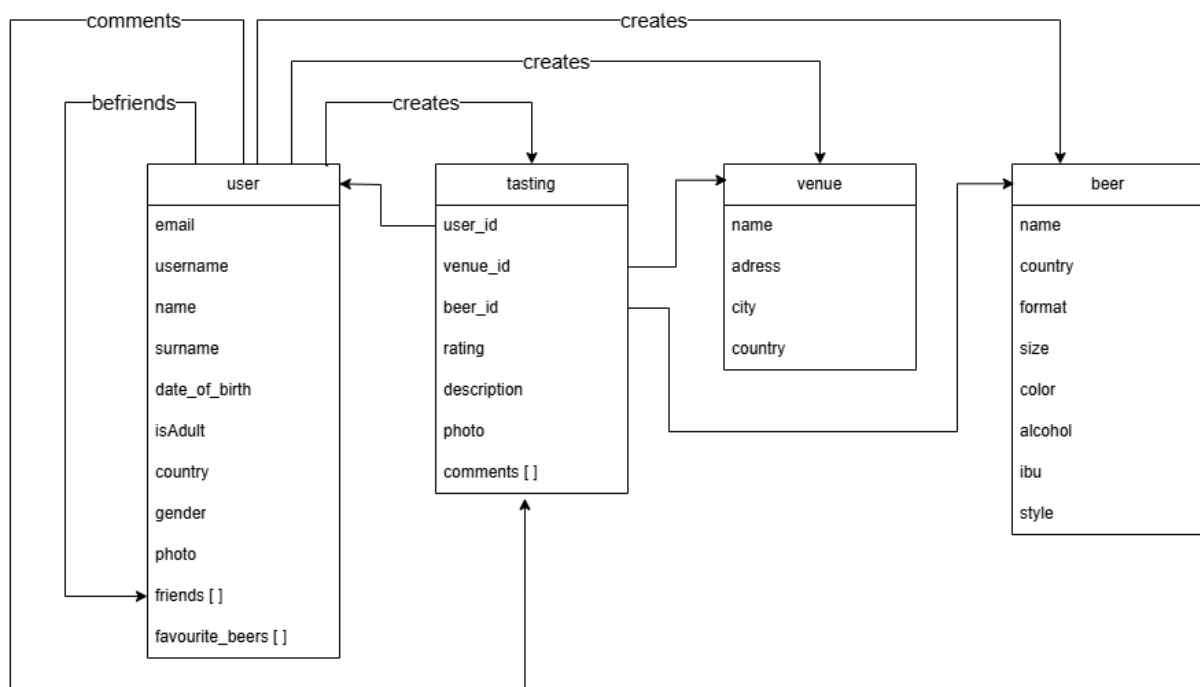 comments
creates
creates
befriends
creates
user
email
username
name
surname
date_of_birth
isAdult
country
gender
photo
friends [ ]
favourite_beers [ ]
tasting
user_id
venue_id
beer_id
rating
description
photo
comments [ ]
venue
name
adress
city
country
beer
name
country
format
size
color
alcohol
ibu
style